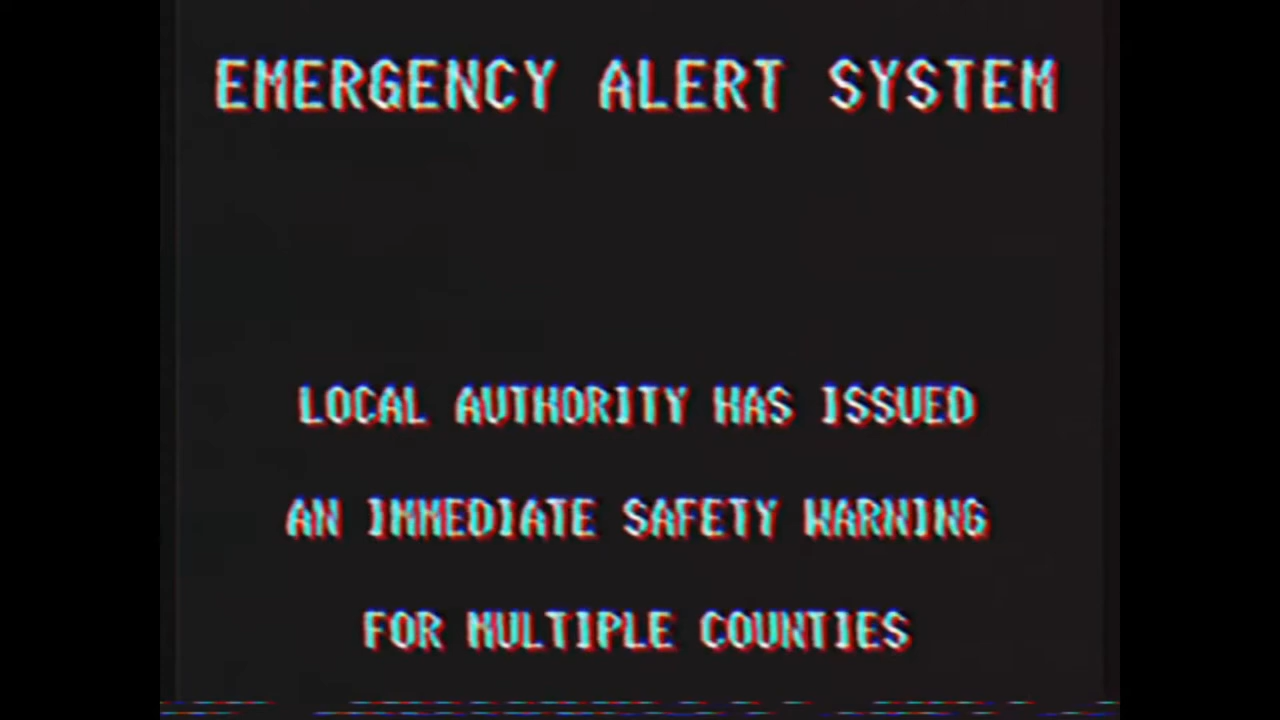 EMERGENCY ALERT SYSTEM
LOCAL AUTHORITY HAS ISSUED
AN IMMEDIATE SAFETY WARNING
FOR MULTIPLE COUNTIES